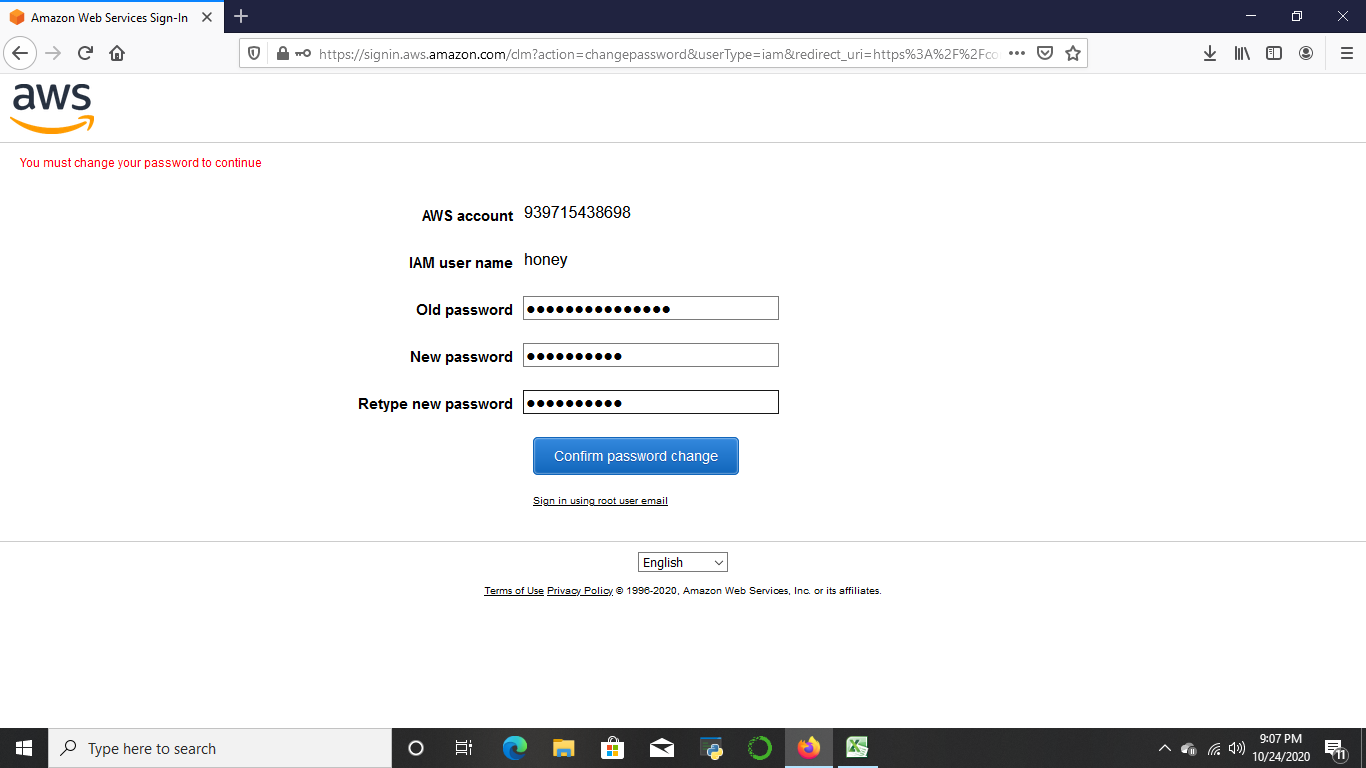 Amazon Web Services Sign-In
https://signin.aws.amazon.com/clm?action=changepassword&userType=iam&redirect_uri=https%3A%2F%2Fco
aws
You must change your password to continue
AWS account 939715438698
IAM user name honey
Old password ●●●●●●●●●●●●●●●
New password ●●●●●●●●●●
Retype new password ●●●●●●●●●●
Confirm password change
Sign in using root user email
English
Terms of Use Privacy Policy © 1996-2020, Amazon Web Services, Inc. or its affiliates.
Type here to search
9:07 PM
10/24/2020
11